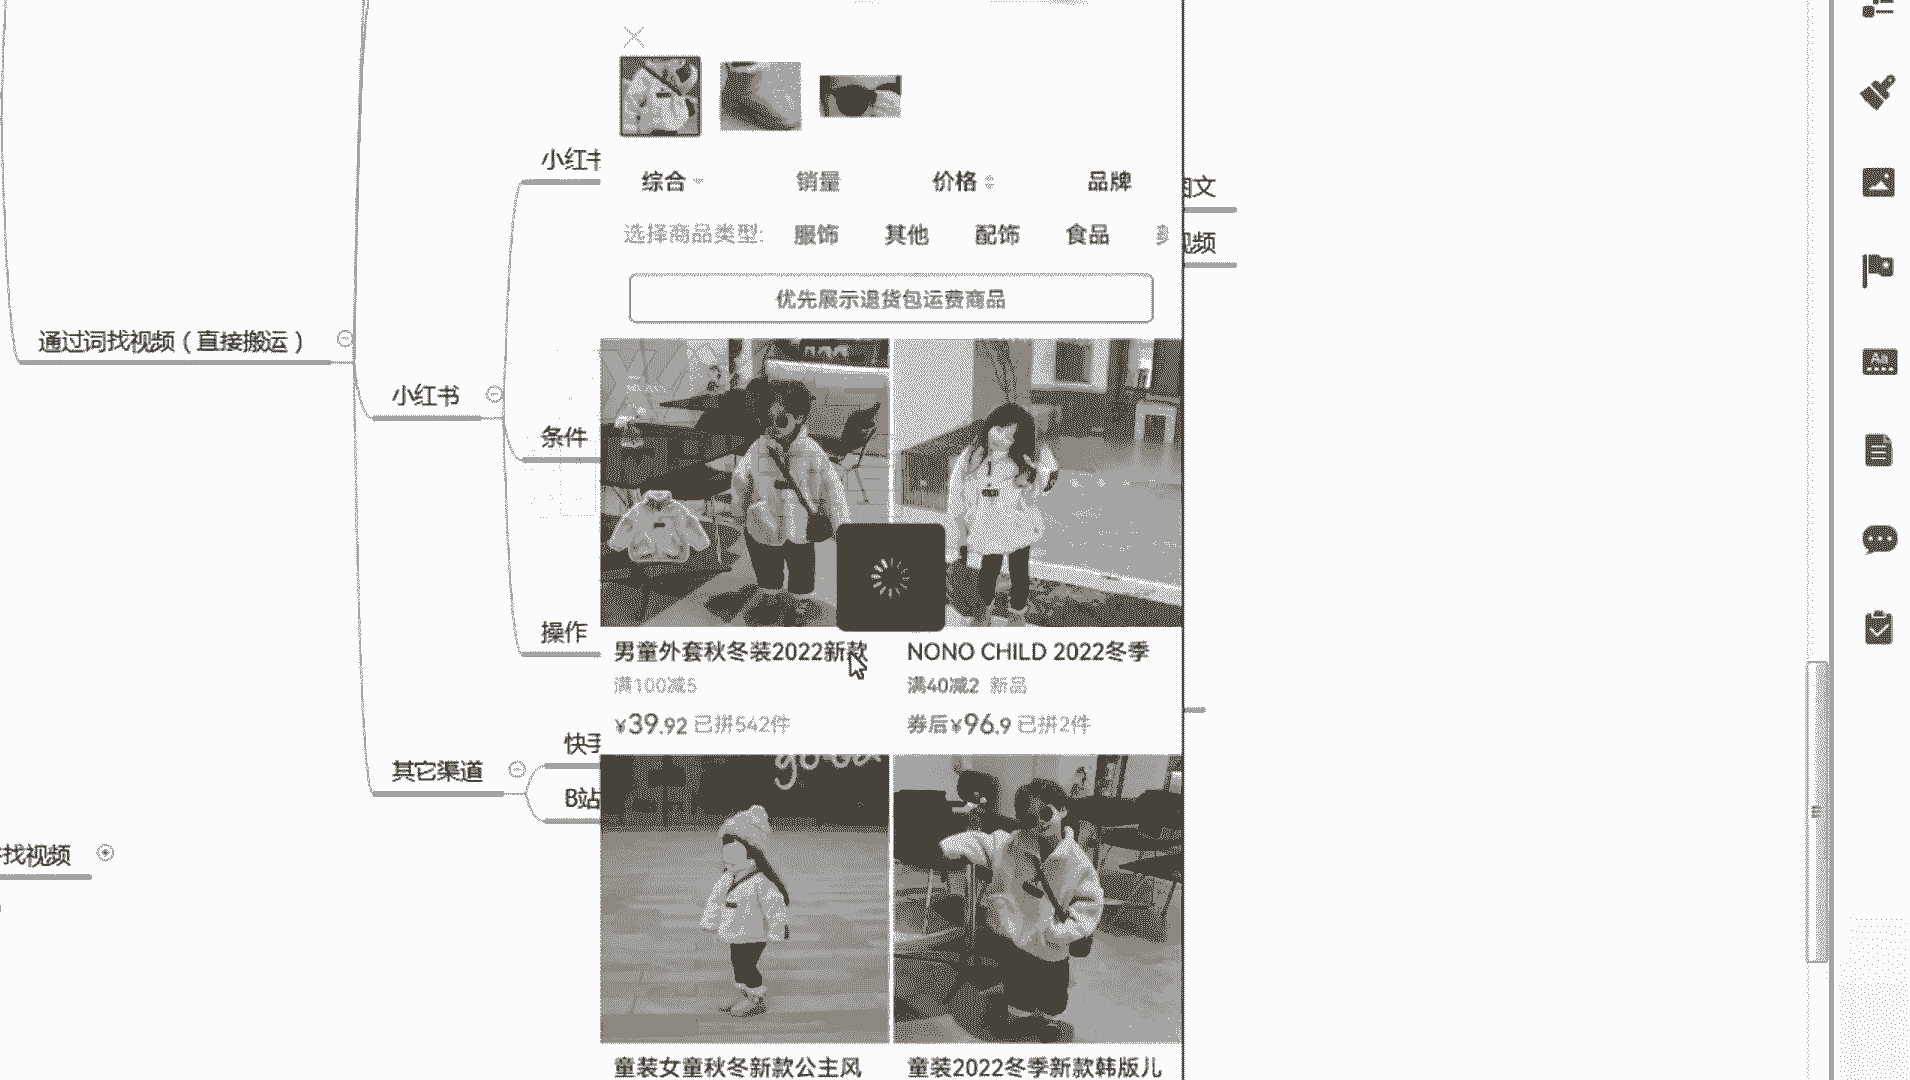 通过词找视频（直接搬运）
小红书
其它渠道
找视频
小红书
条件
操作
快手
B站
图文
视频
综合
销量
价格
品牌
选择商品类型:
服饰
其他
配饰
食品
优先展示退货包运费商品
男童外套秋冬装2022新款
满100减5
¥39.92 已拼542件
NONO CHILD 2022冬季
满40减2 新品
券后¥96.9 已拼2件
童装女童秋冬新款公主风
童装2022冬季新款韩版儿